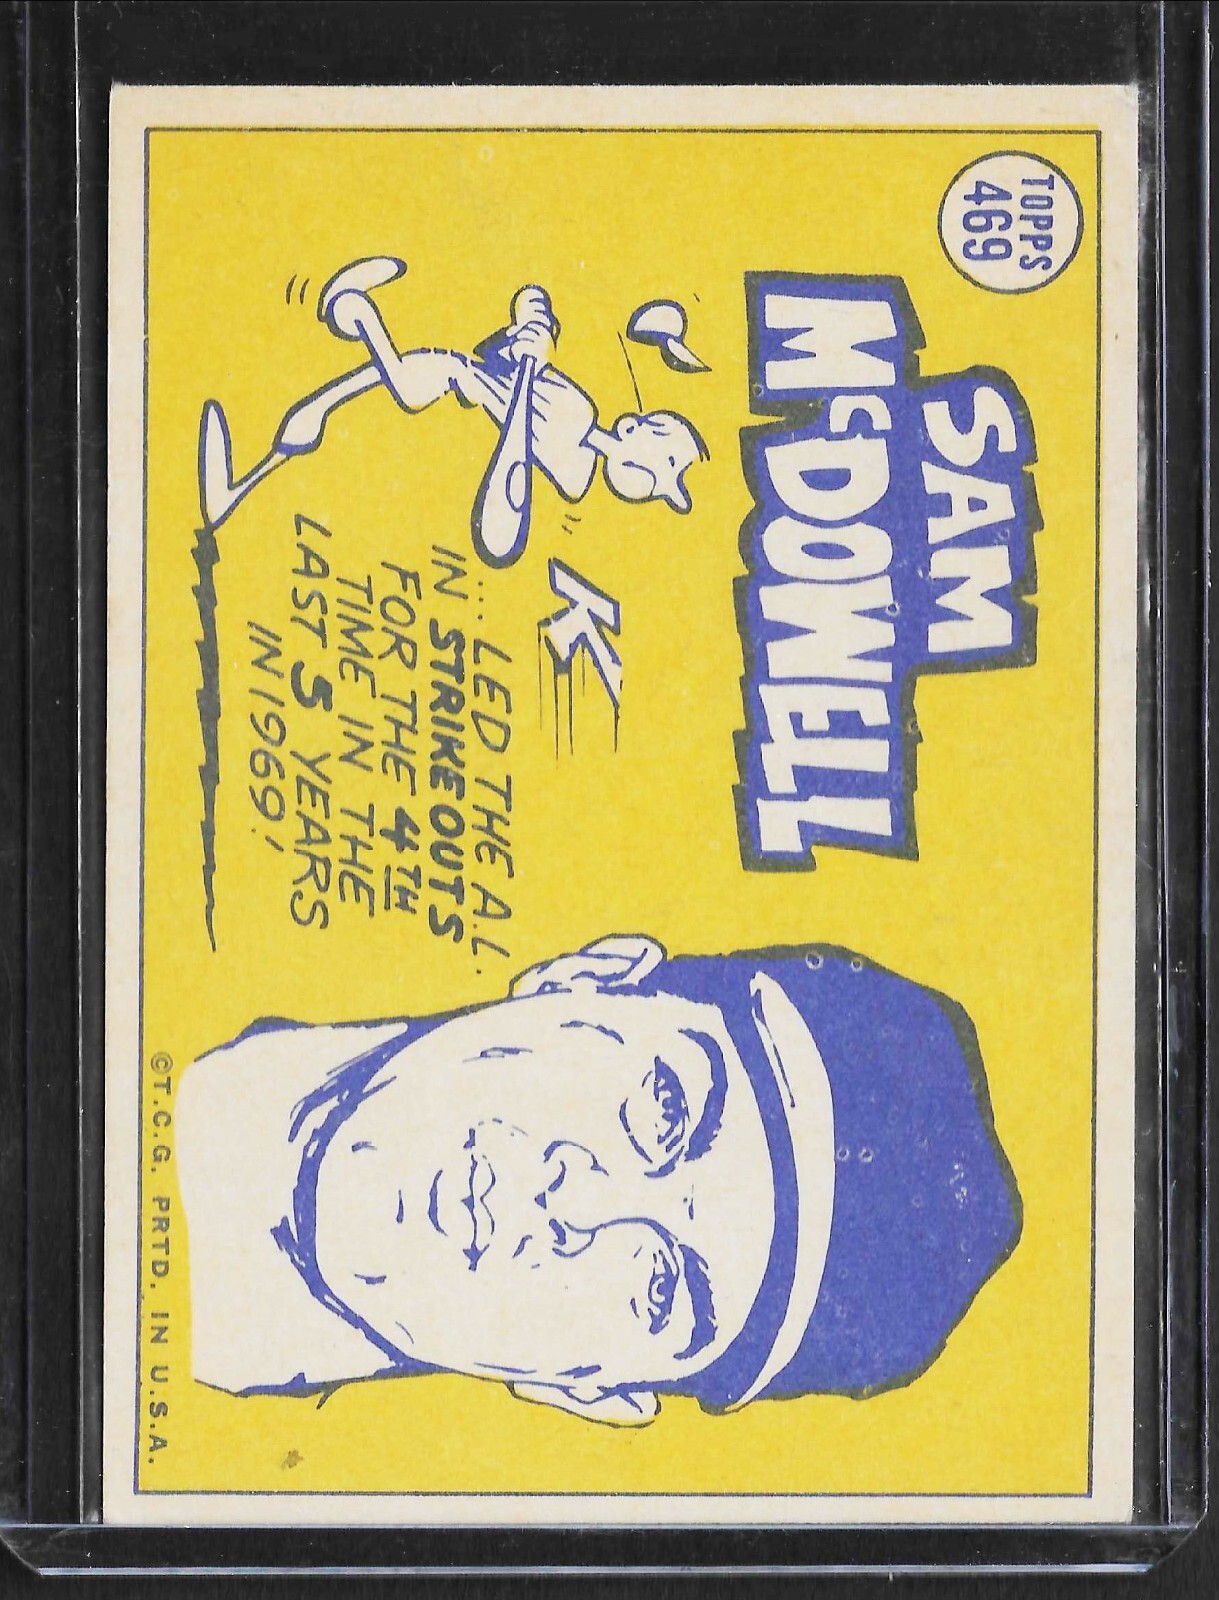 TOPPS
469
SAM
McDOWELL
K
... LED THE A.L.
IN STRIKEOUTS
FOR THE 4TH
TIME IN THE
LAST 5 YEARS
IN 1969!
©T.C.G. PRTD. IN U.S.A.